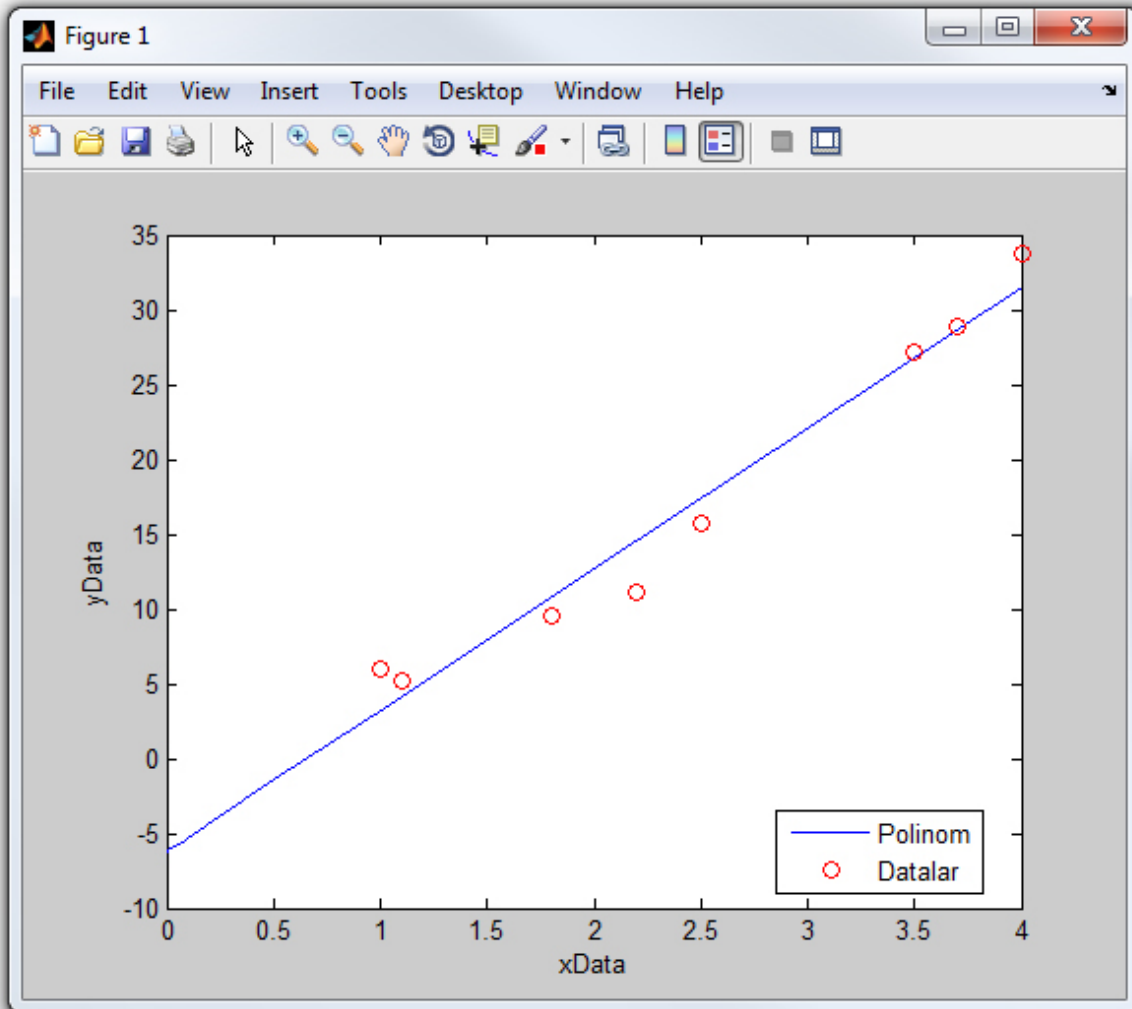 Figure 1
File Edit View Insert Tools Desktop Window Help
35
30
25
20
15
10
5
0
-5
-10
yData
0 0.5 1 1.5 2 2.5 3 3.5 4
xData
Polinom
Datalar